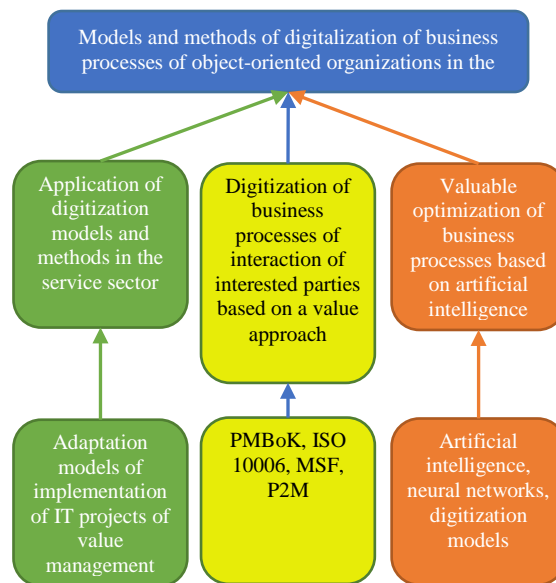 Models and methods of digitalization of business
processes of object-oriented organizations in the
Application of
digitization
models and
methods in the
service sector
Digitization of
business
processes of
interaction of
interested parties
based on a value
approach
Valuable
optimization of
business
processes based
on artificial
intelligence
Adaptation
models of
implementation
of IT projects of
value
management
PMBoK, ISO
10006, MSF,
P2M
Artificial
intelligence,
neural networks,
digitization
models